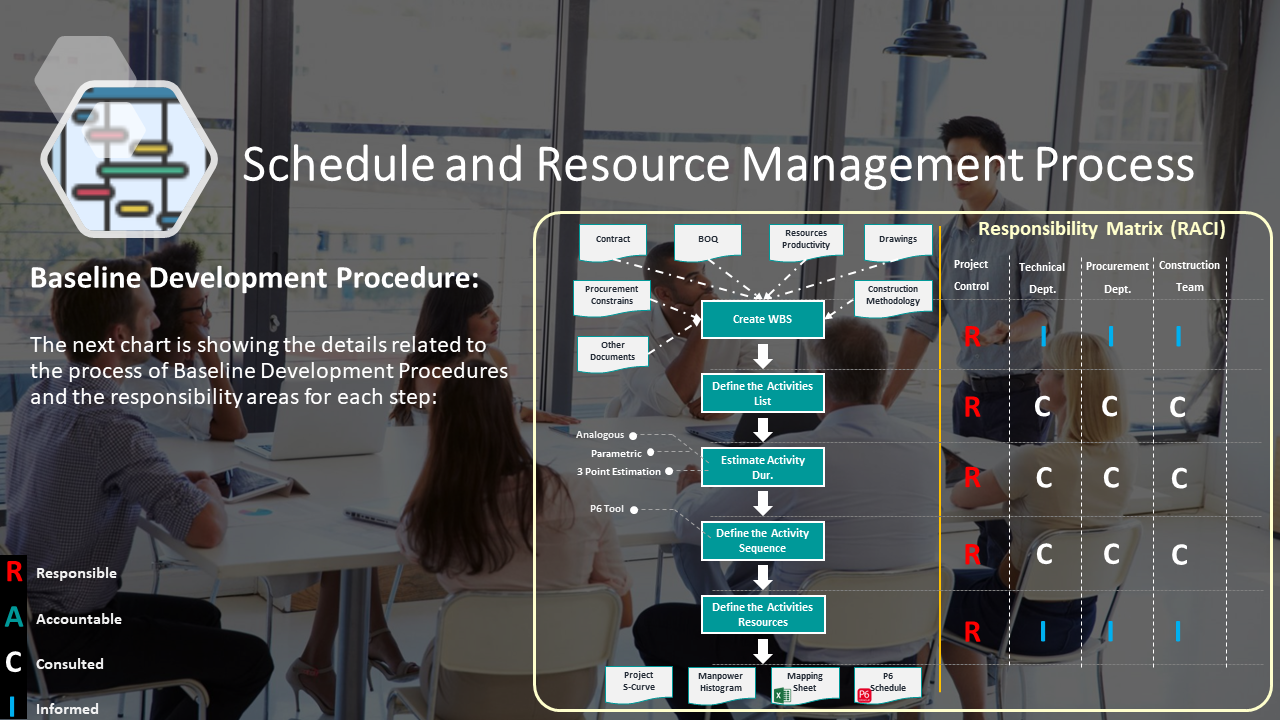 Schedule and Resource Management Process
Baseline Development Procedure:
The next chart is showing the details related to
the process of Baseline Development Procedures
and the responsibility areas for each step:
R Responsible
A Accountable
C Consulted
I Informed
Contract
BOQ
Resources
Productivity
Drawings
Procurement
Constrains
Construction
Methodology
Other
Documents
Create WBS
Define the Activities
List
Analogous
Parametric
3 Point Estimation
Estimate Activity
Dur.
P6 Tool
Define the Activity
Sequence
Define the Activities
Resources
Project
S-Curve
Manpower
Histogram
Mapping
Sheet
X
P6
Schedule
P6
Responsibility Matrix (RACI)
Project
Control
Technical
Dept.
Procurement
Dept.
Construction
Team
R I I I
R C C C
R C C C
R C C C
R I I I